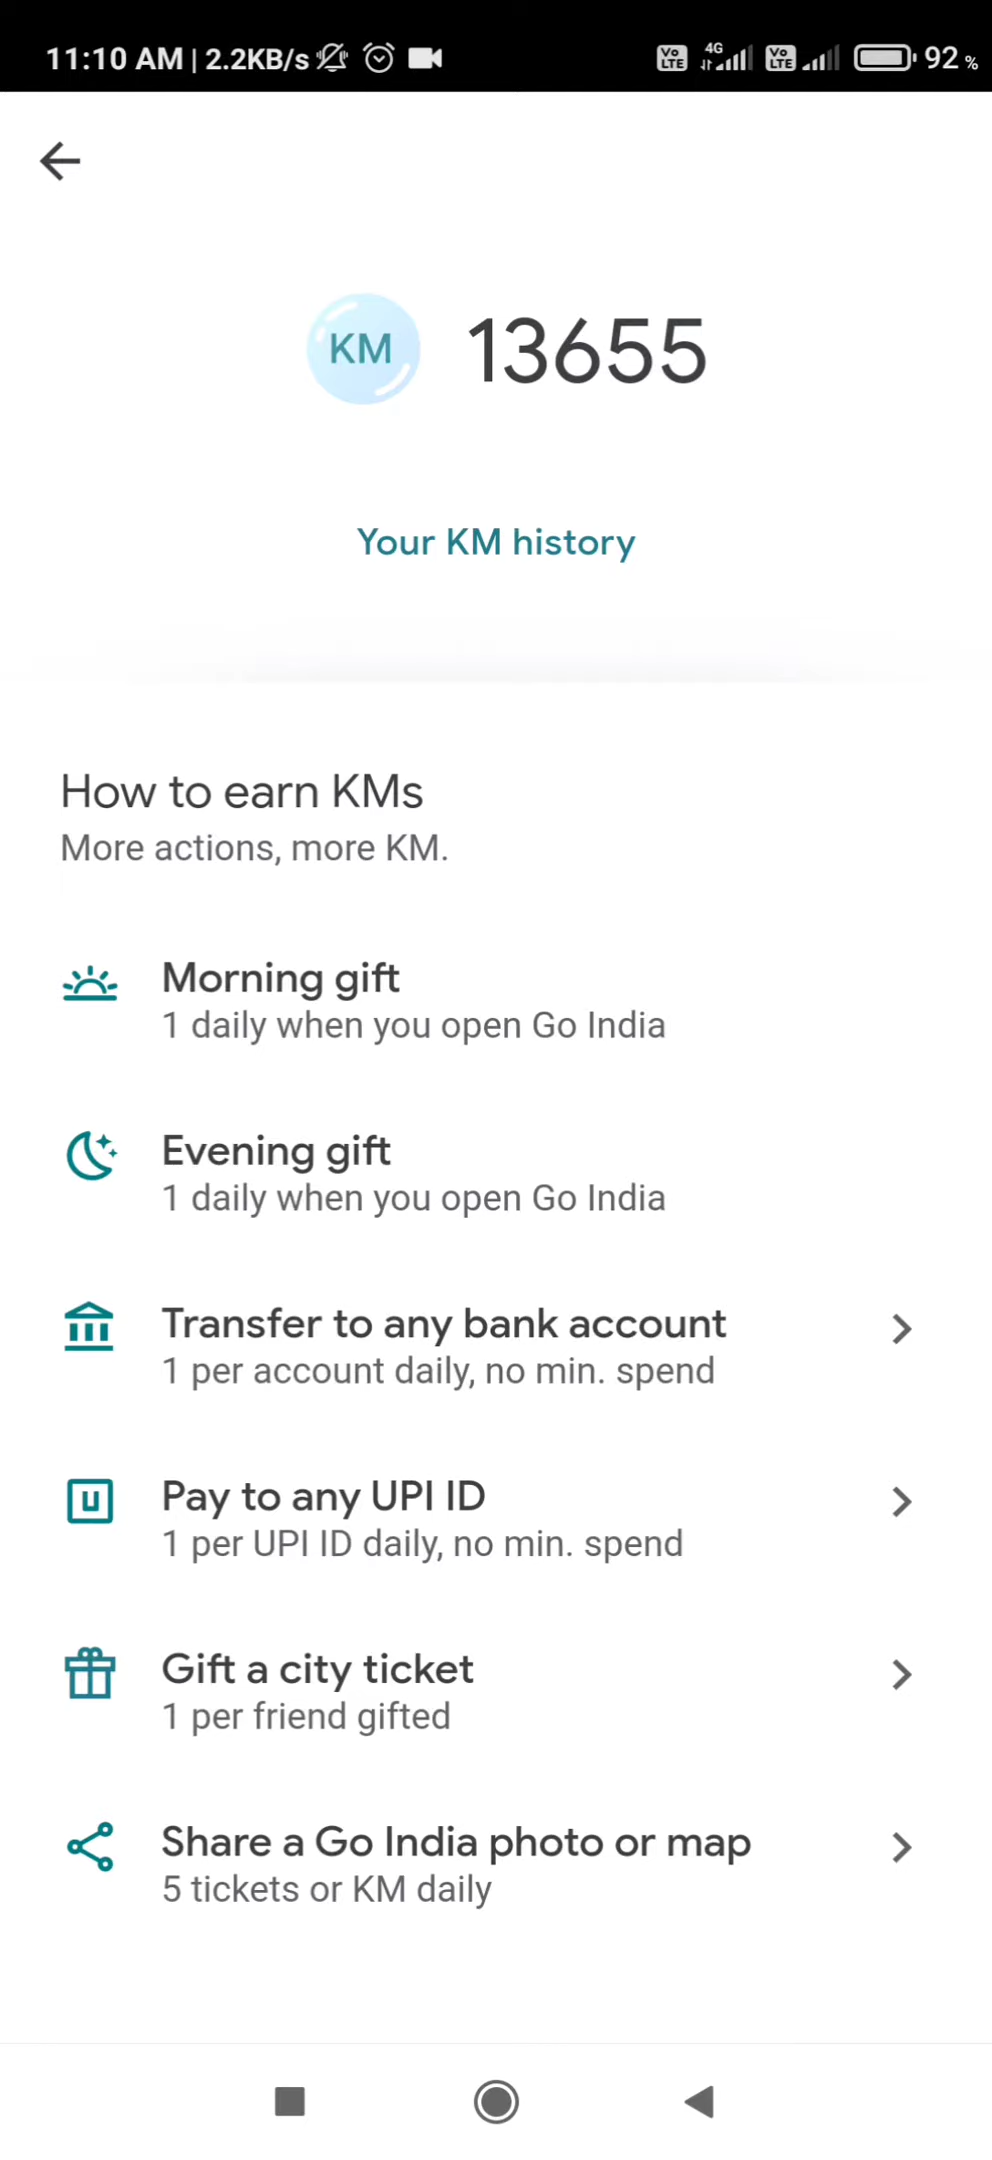 11:10 AM | 2.2KB/s Vo LTE 4G Vo LTE 92 %
KM 13655
Your KM history
How to earn KMs
More actions, more KM.
Morning gift
1 daily when you open Go India
Evening gift
1 daily when you open Go India
Transfer to any bank account
1 per account daily, no min. spend
U Pay to any UPI ID
1 per UPI ID daily, no min. spend
Gift a city ticket
1 per friend gifted
Share a Go India photo or map
5 tickets or KM daily